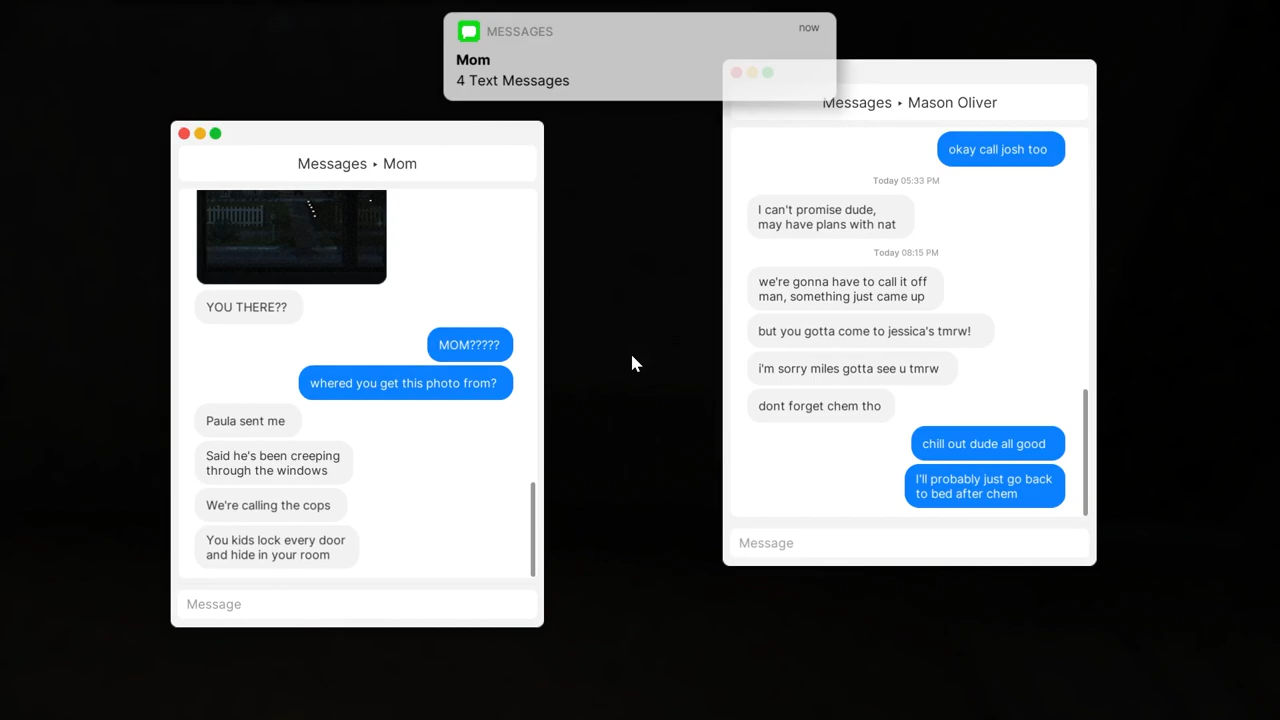 MESSAGES
now
Mom
4 Text Messages
Messages ‣ Mom
YOU THERE??
MOM?????
whered you get this photo from?
Paula sent me
Said he's been creeping
through the windows
We're calling the cops
You kids lock every door
and hide in your room
Message
Messages ‣ Mason Oliver
okay call josh too
Today 05:33 PM
I can't promise dude,
may have plans with nat
Today 08:15 PM
we're gonna have to call it off
man, something just came up
but you gotta come to jessica's tmrw!
i'm sorry miles gotta see u tmrw
dont forget chem tho
chill out dude all good
I'll probably just go back
to bed after chem
Message